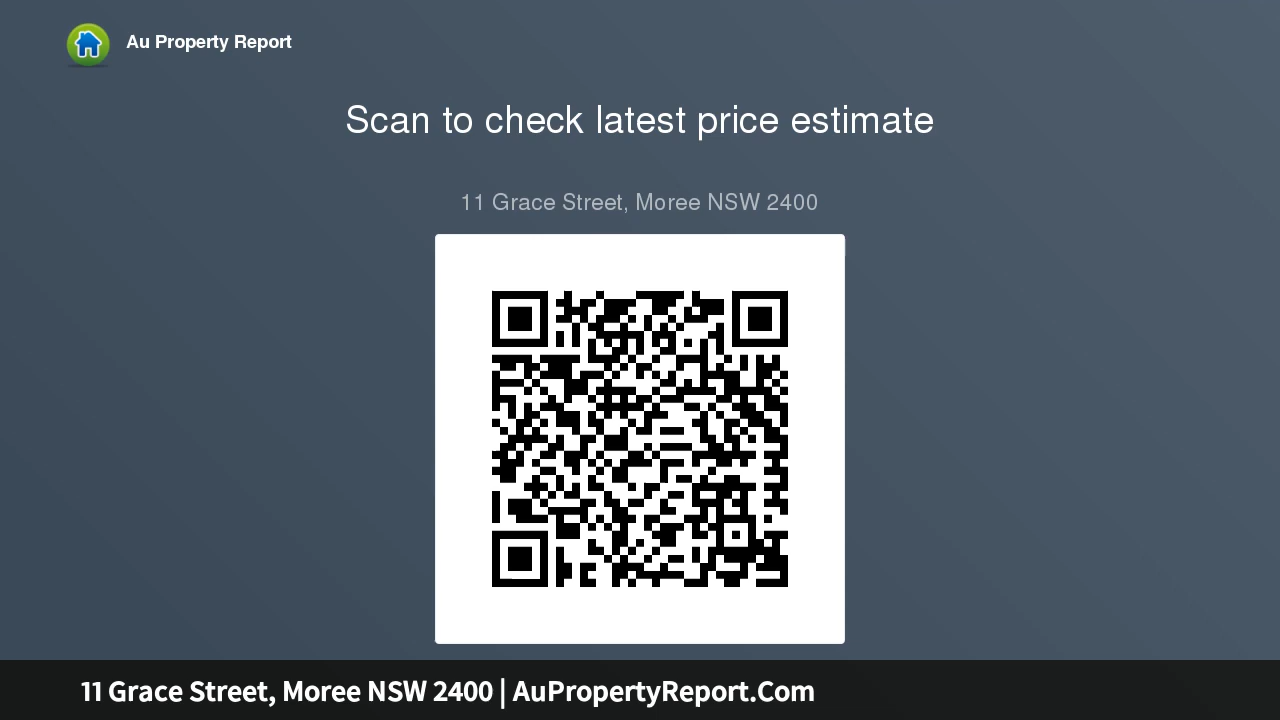 Au Property Report
Scan to check latest price estimate
11 Grace Street, Moree NSW 2400
11 Grace Street, Moree NSW 2400 | AuPropertyReport.Com